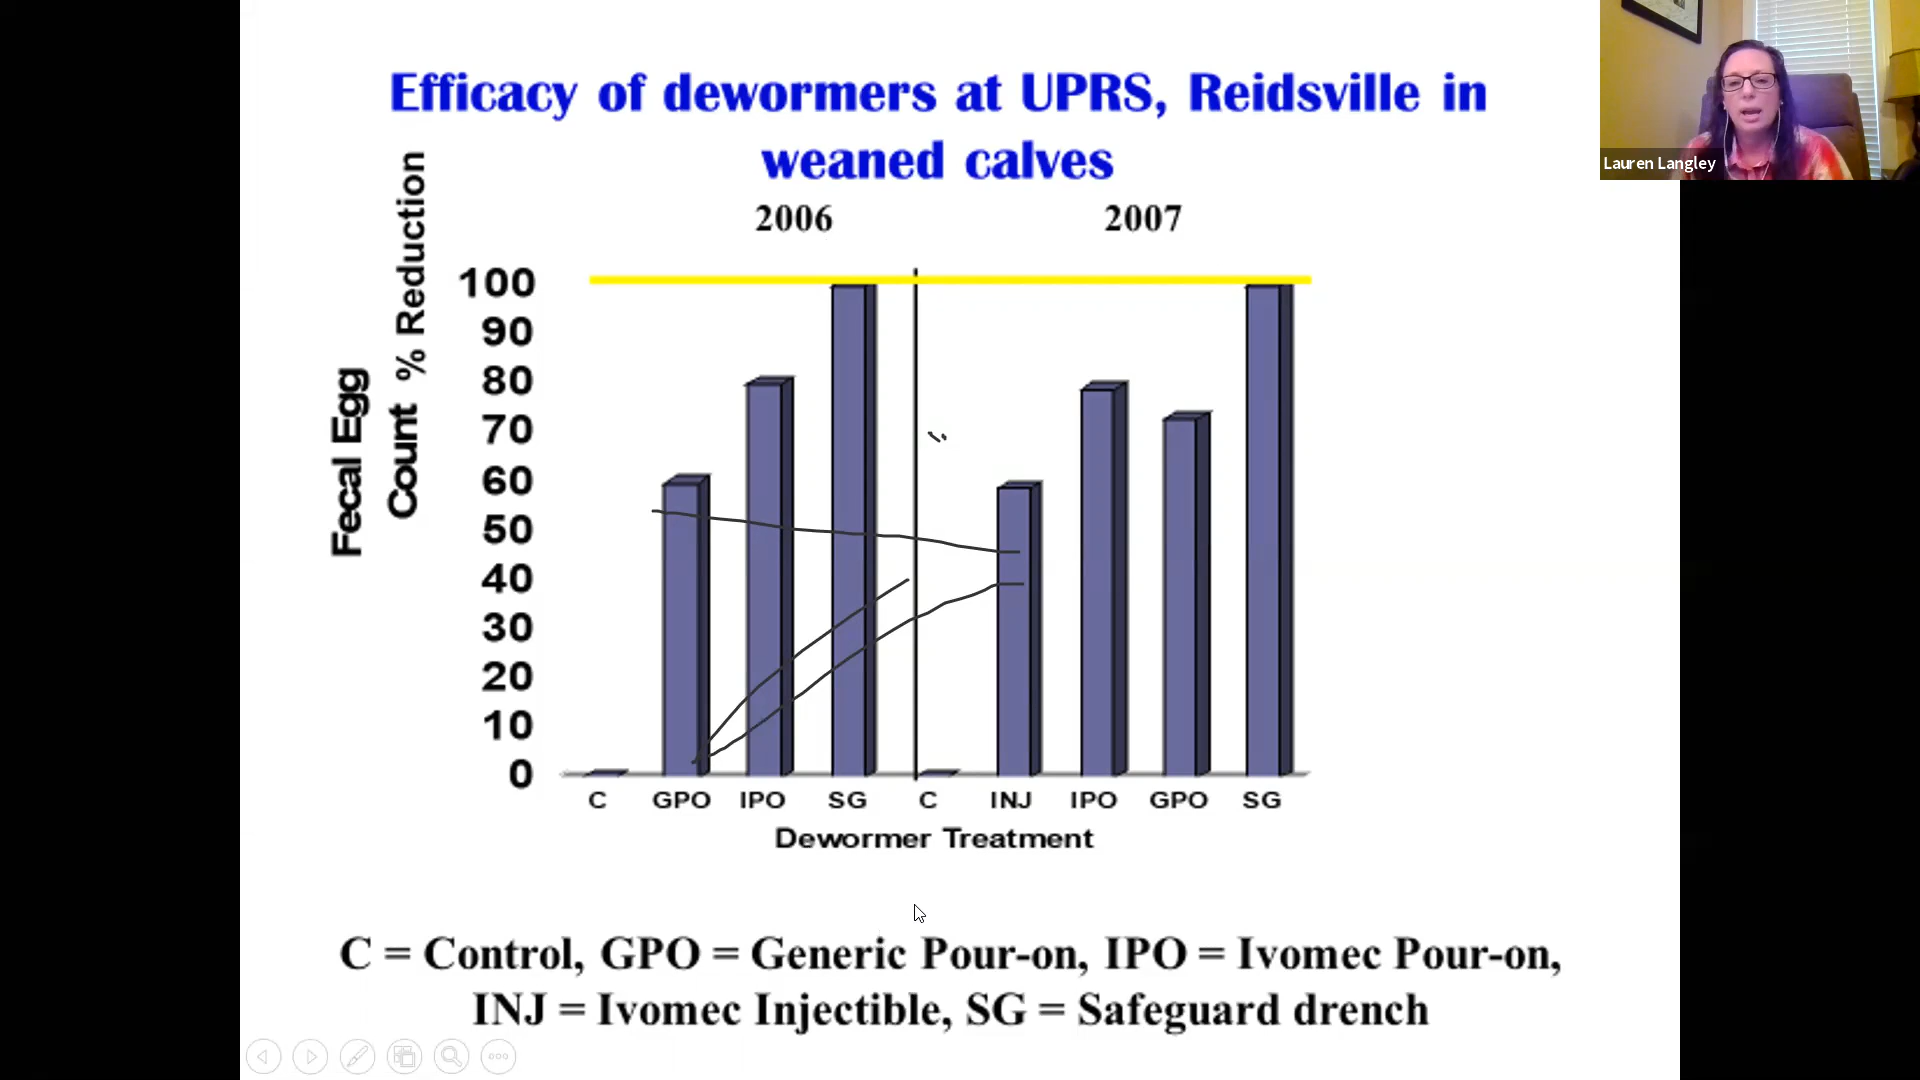 Efficacy of dewormers at UPRS, Reidsville in
weaned calves
2006
2007
Fecal Egg
Count % Reduction
100
90
80
70
60
50
40
30
20
10
0
C GPO IPO SG C INJ IPO GPO SG
Dewormer Treatment
C = Control, GPO = Generic Pour-on, IPO = Ivomec Pour-on,
INJ = Ivomec Injectible, SG = Safeguard drench
Lauren Langley